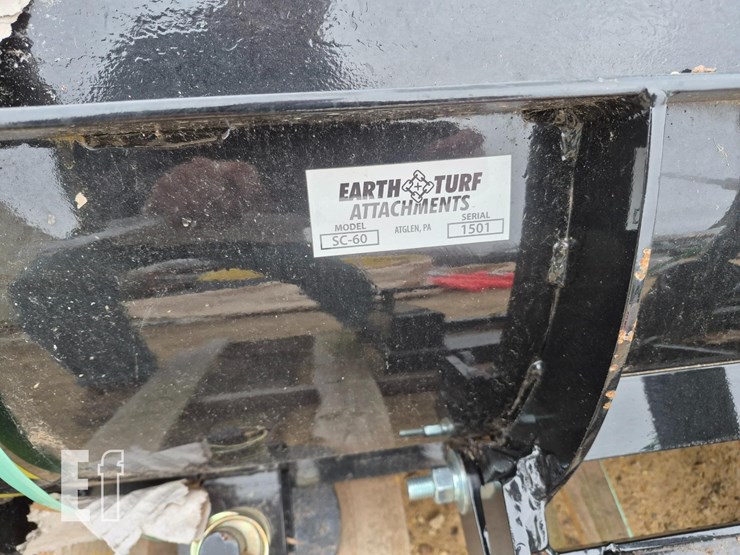 EARTH TURF
ATTACHMENTS
MODEL
SC-60
ATGLEN, PA
SERIAL
1501
Ef